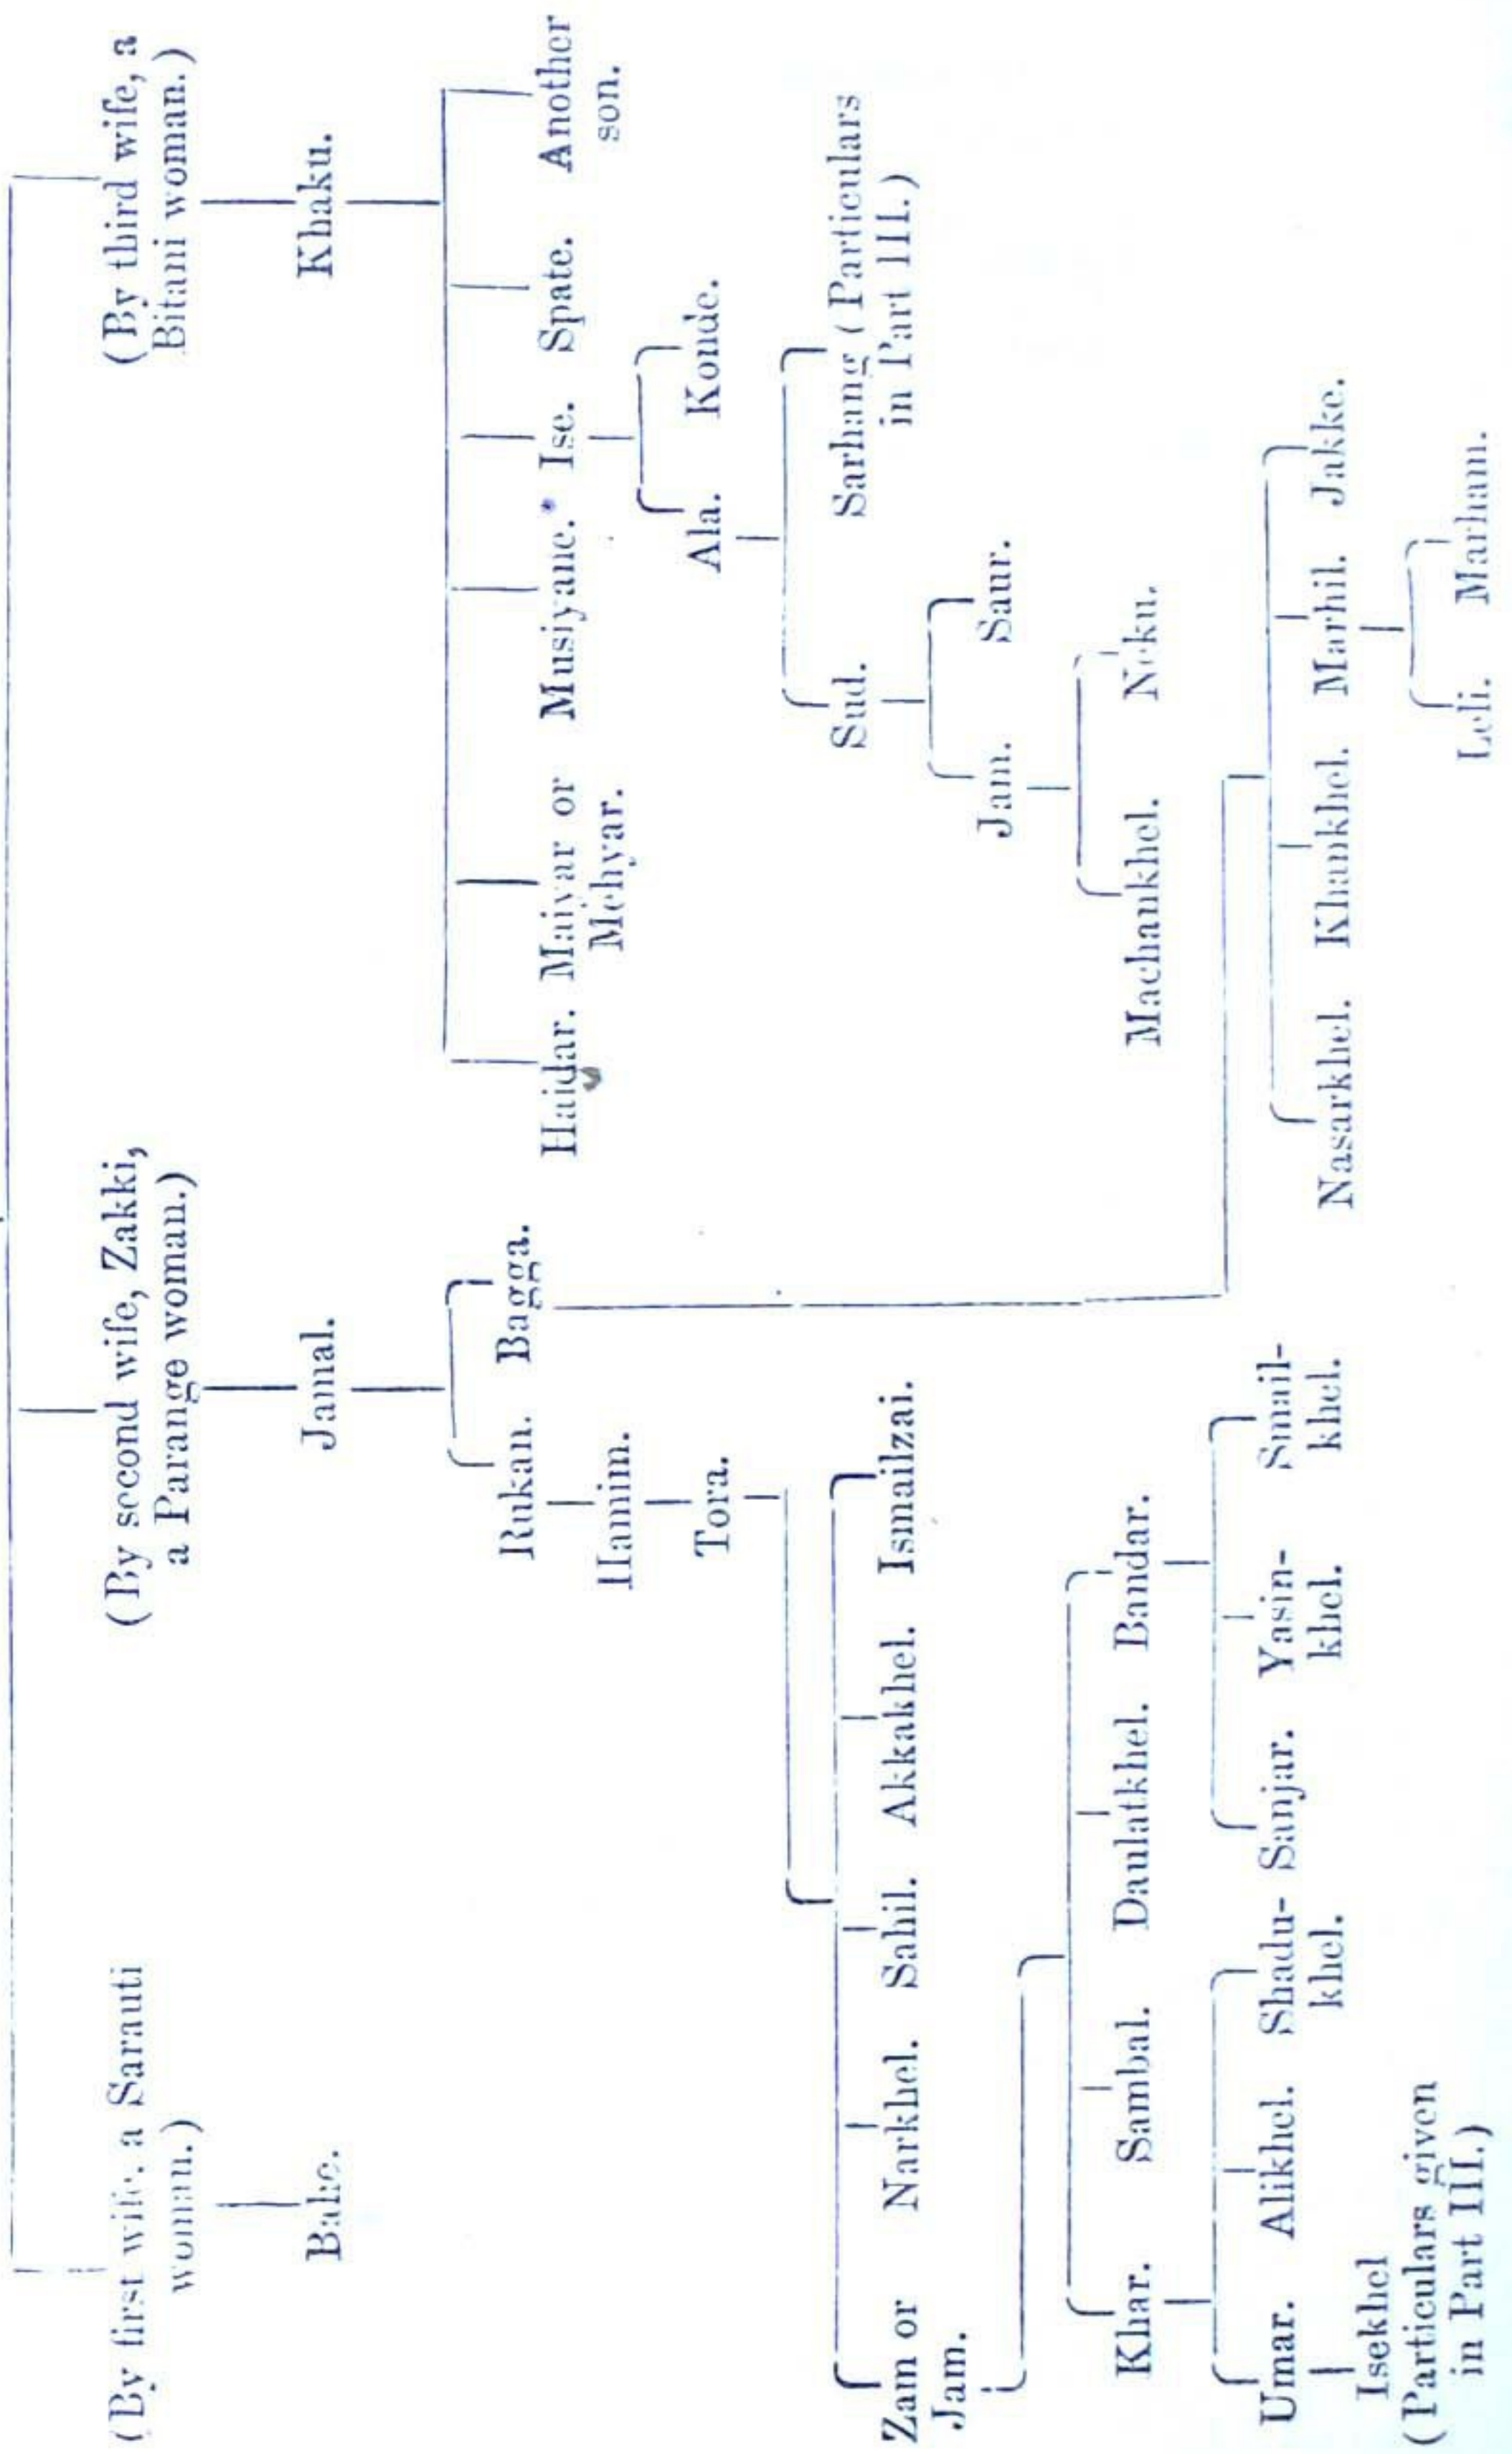 (By first wife, a Sarauti
woman.)
(By second wife, Zakki,
a Parange woman.)
(By third wife, a
Bitani woman.)
Jamal.
Khaku.
Rukan. Bagga.
Haidar. Maiyar or Musiyane.* Ise. Spate. Another
Mehyar.
son.
Hamim.
Ala. Konde.
Tora.
Zam or Narkhel. Sahil. Akkakhel. Ismailzai.
Jam.
Sud. Sarhang (Particulars
in Part III.)
Jam. Saur.
Khar. Sambal. Daulatkhel. Bandar.
Machankhel. Neku.
Umar. Alikhel. Shadu- Sanjar. Yasin- Smail-
khel. khel. khel.
Nasarkhel. Khankhel. Marhil. Jakke.
Isekhel
(Particulars given
in Part III.)
Leli. Marham.